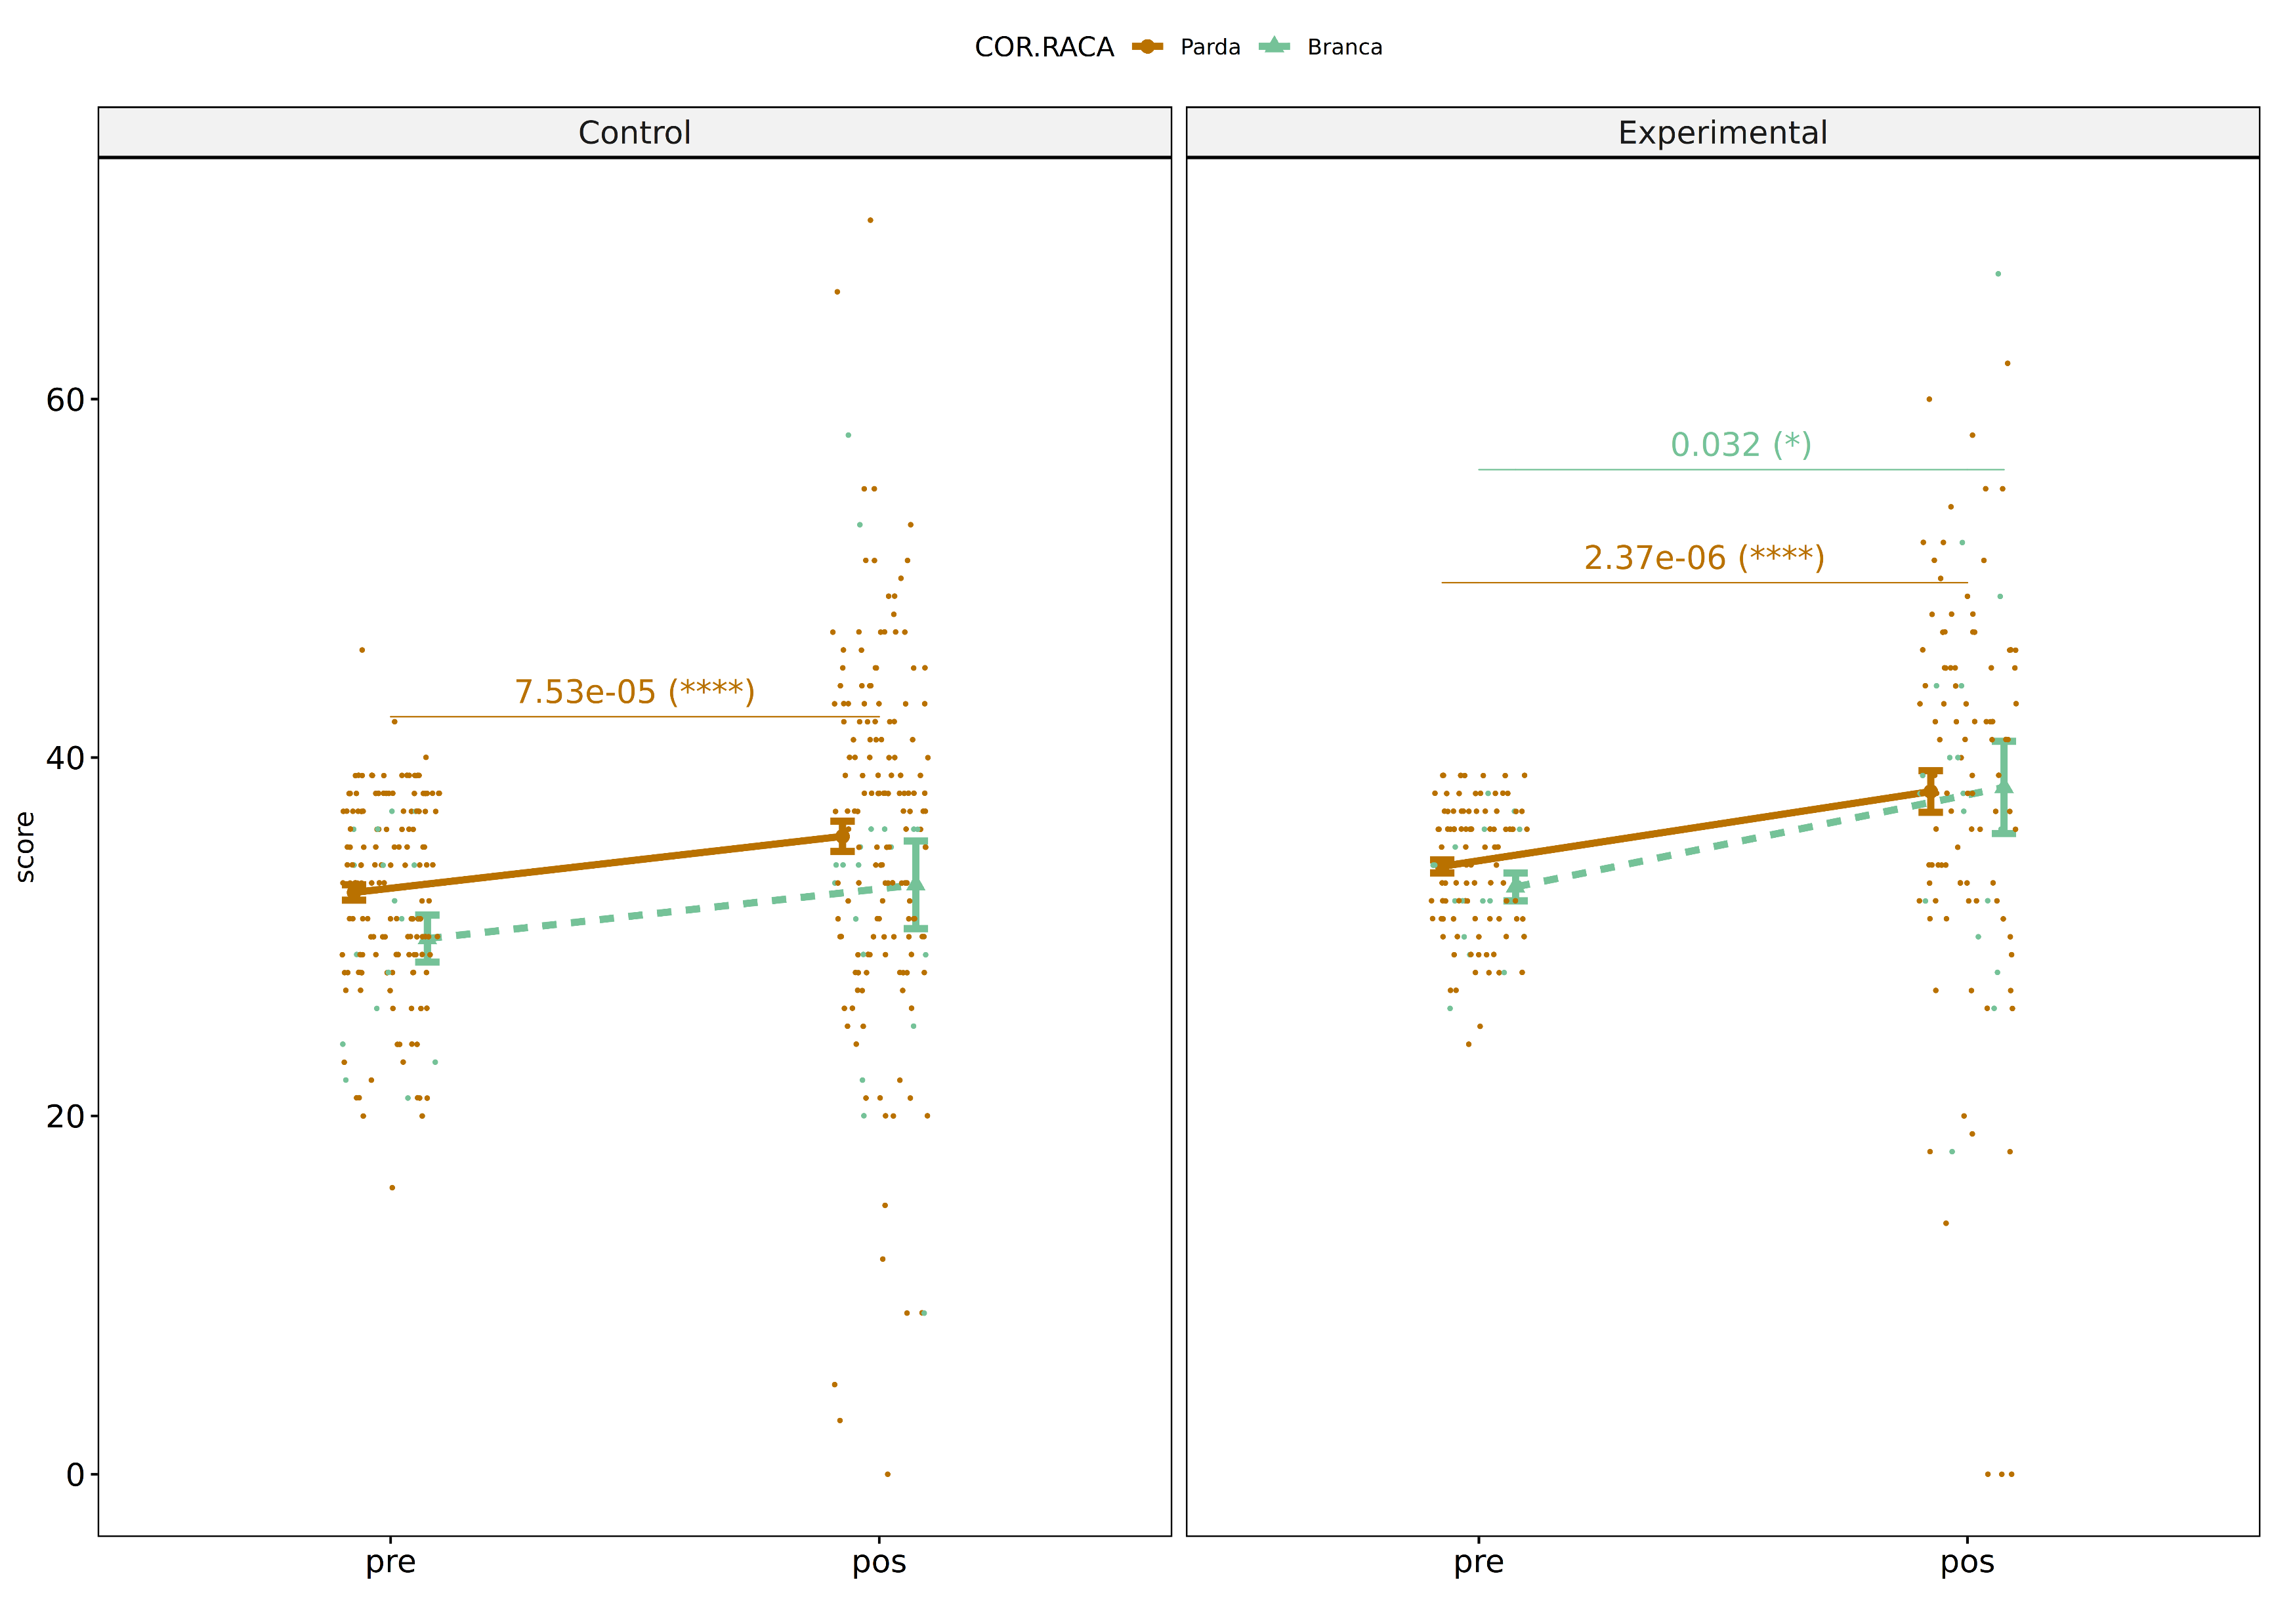 COR.RACA Parda Branca
Control Experimental
score
60
40
20
0
0.032 (*)
2.37e-06 (****)
7.53e-05 (****)
pre pos pre pos